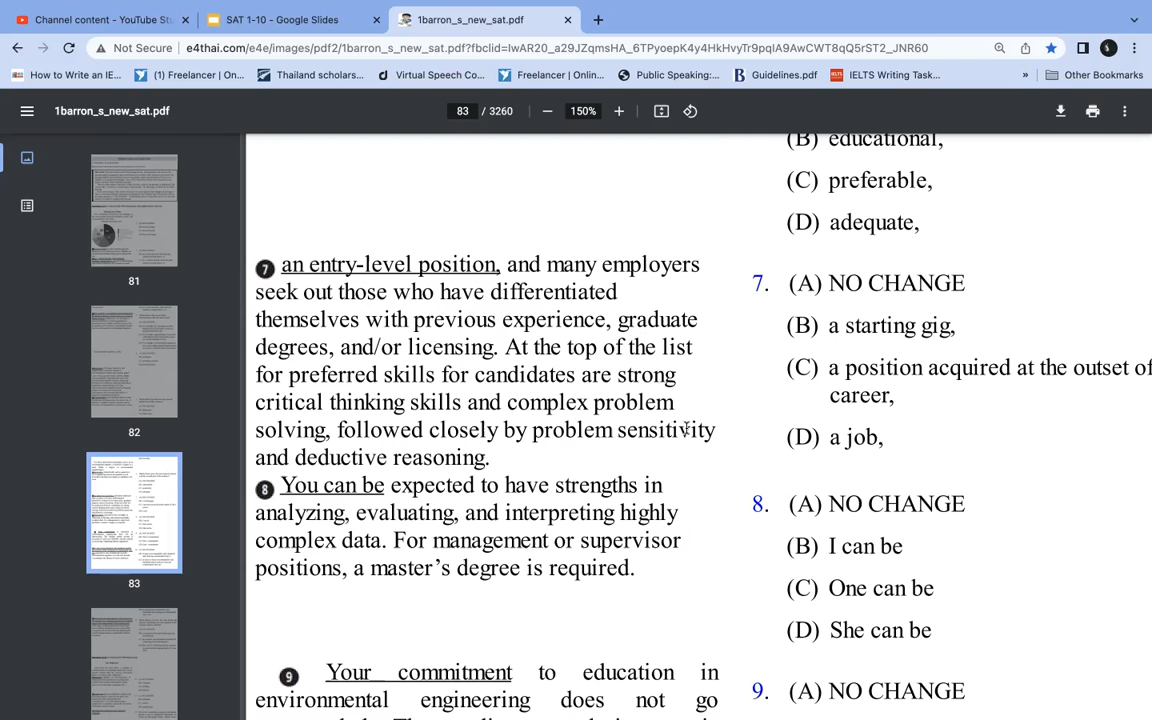 Channel content - YouTube Stu
SAT 1-10 - Google Slides
1barron_s_new_sat.pdf
Not Secure
e4thai.com/e4e/images/pdf2/1barron_s_new_sat.pdf?fbclid=IwAR20_a29JZqmsHA_6TPyoepK4y4HkHvyTr9pqIA9AwCWT8qQ5rST2_JNR60
How to Write an IE...
(1) Freelancer | On...
Thailand scholars...
Virtual Speech Co...
Freelancer | Onlin...
Public Speaking:...
Guidelines.pdf
IELTS Writing Task...
»
Other Bookmarks
1barron_s_new_sat.pdf
83 / 3260
150%
81
82
83
7 an entry-level position, and many employers
seek out those who have differentiated
themselves with previous experience, graduate
degrees, and/or licensing. At the top of the list
for preferred skills for candidates are strong
critical thinking skills and complex problem
solving, followed closely by problem sensitivity
and deductive reasoning.
8 You can be expected to have strengths in
analyzing, evaluating, and interpreting highly
complex data. For management or supervisor
positions, a master’s degree is required.
9 Your commitment to education in
environmental engineering does not go
(B) educational,
(C) preferable,
(D) adequate,
7. (A) NO CHANGE
(B) a starting gig,
(C) a position acquired at the outset of
career,
(D) a job,
8. (A) NO CHANGE
(B) I can be
(C) One can be
(D) She can be
9. (A) NO CHANGE